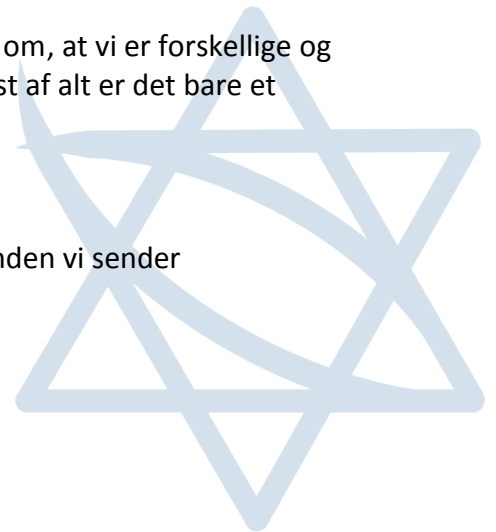 om, at vi er forskellige og
st af alt er det bare et
nden vi sender